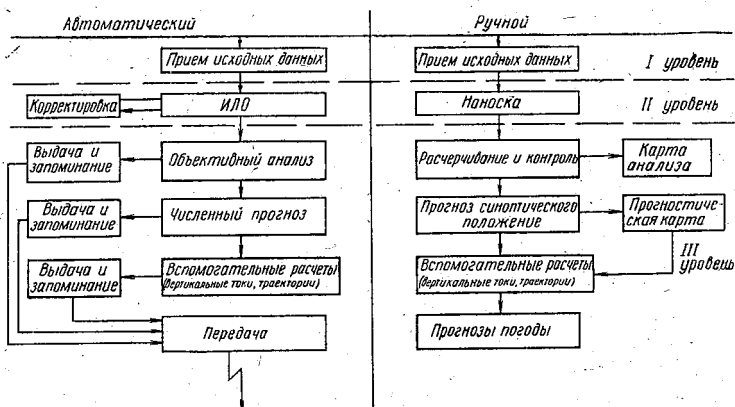 Автоматический
Ручной
Прием исходных данных
Прием исходных данных
I уровень
Корректировка
ИЛО
Наноска
II уровень
Выдача и
запоминание
Объективный анализ
Расчерчивание и контроль
Карта
анализа
Выдача и
запоминание
Численный прогноз
Прогноз синоптического
положение
Прогностиче-
ская карта
III
уровень
Выдача и
запоминание
Вспомогательные расчеты
(вертикальные токи, траектории)
Вспомогательные расчеты
(вертикальные токи, траектории)
Передача
Прогнозы погоды